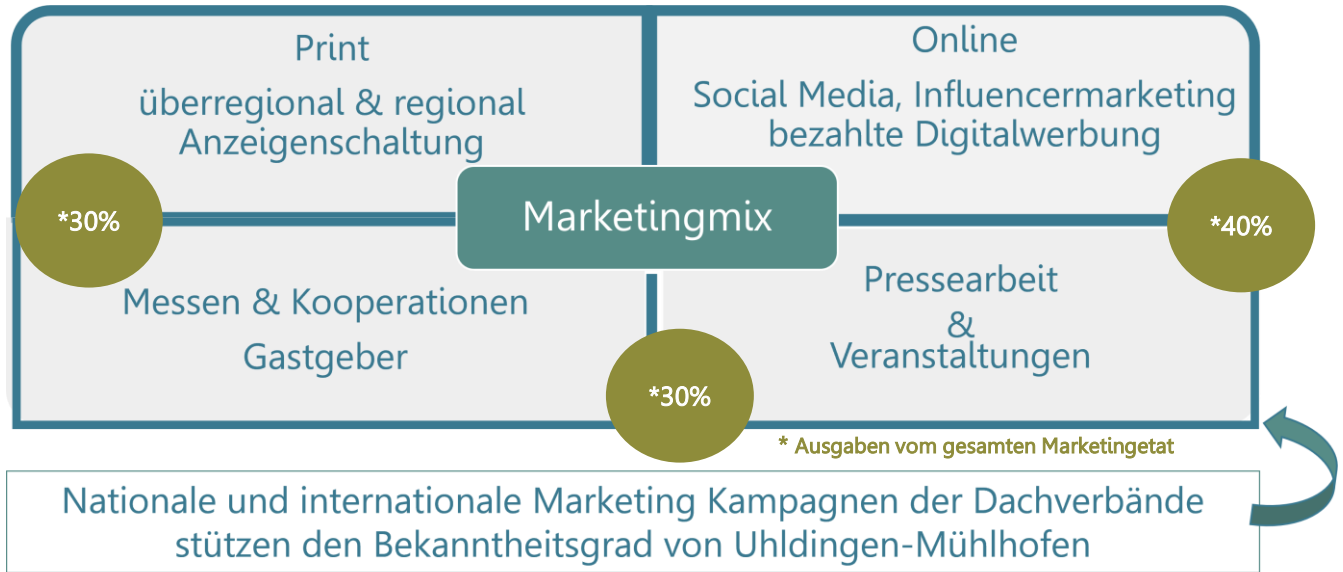 Print
überregional & regional
Anzeigenschaltung
Online
Social Media, Influencermarketing
bezahlte Digitalwerbung
*30%
Marketingmix
*40%
Messen & Kooperationen
Gastgeber
Pressearbeit
&
Veranstaltungen
*30%
* Ausgaben vom gesamten Marketingetat
Nationale und internationale Marketing Kampagnen der Dachverbände
stützen den Bekanntheitsgrad von Uhldingen-Mühlhofen